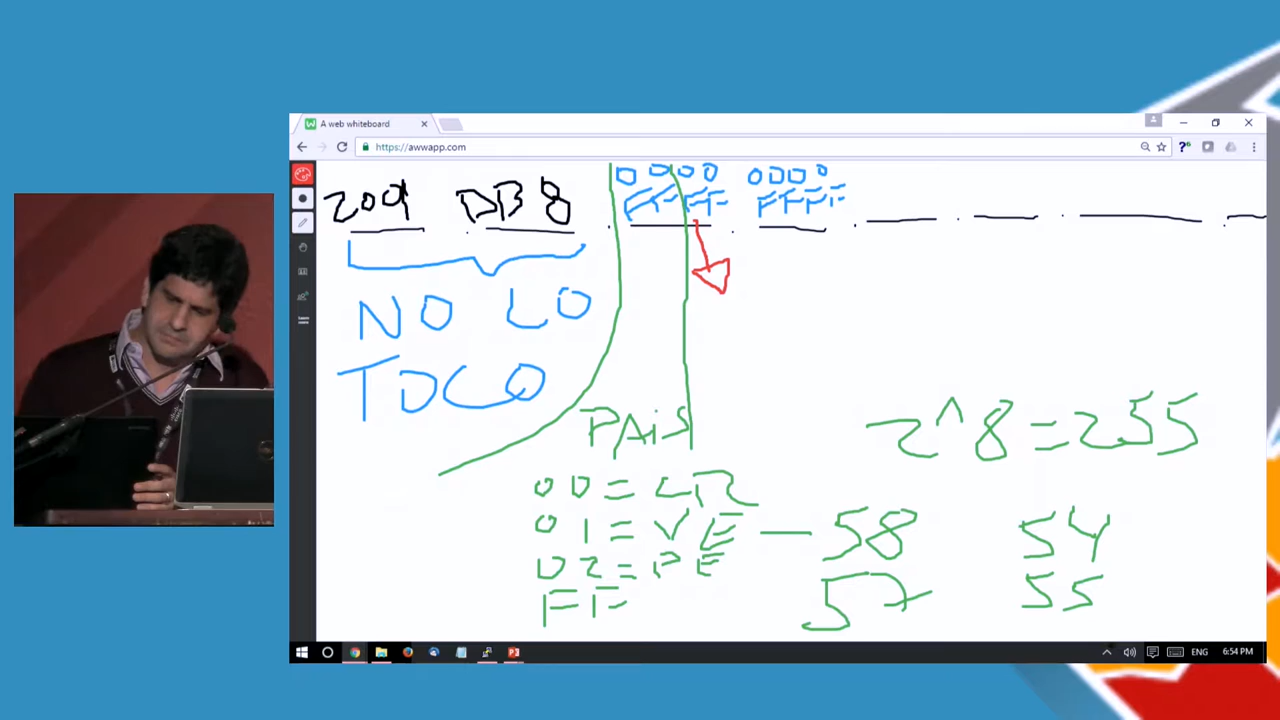 A web whiteboard
https://awwapp.com
0000 0000
2001 DB8 FFFF FFFF
NO LO
TOCO
PAIS
2^8=255
00=CR
01=VE — 58 54
02=PE
FF 57 55
ENG 6:54 PM